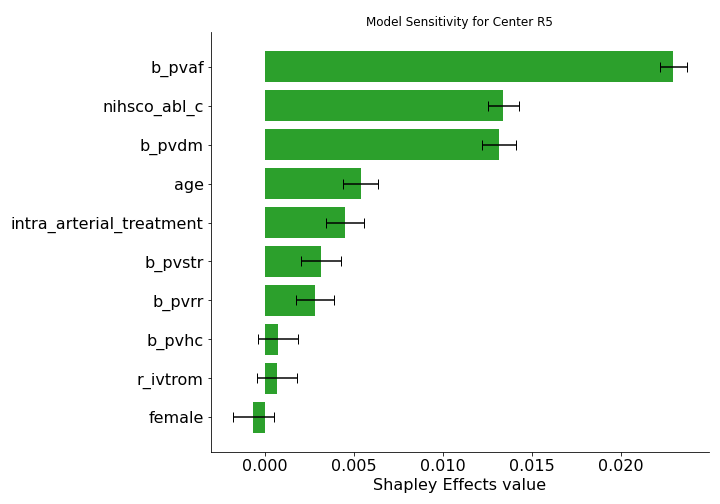 Model Sensitivity for Center R5
b_pvaf
nihsco_abl_c
b_pvdm
age
intra_arterial_treatment
b_pvstr
b_pvrr
b_pvhc
r_ivtrom
female
0.000 0.005 0.010 0.015 0.020
Shapley Effects value